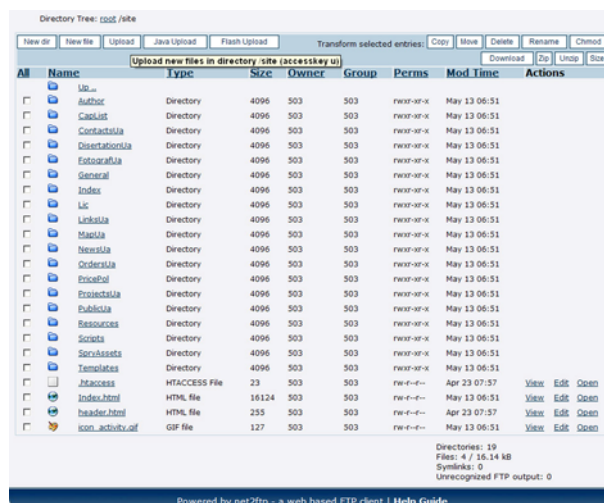 Directory Tree: root /site
New dir New file Upload Java Upload Flash Upload Transform selected entries: Copy Move Delete Rename Chmod
Download Zip Unzip Size
Upload new files in directory /site (accesskey u)
All Name Type Size Owner Group Perms Mod Time Actions
Up ..
Author Directory 4096 503 503 rwxr-xr-x May 13 06:51
CapList Directory 4096 503 503 rwxr-xr-x May 13 06:51
ContactsUa Directory 4096 503 503 rwxr-xr-x May 13 06:51
DisertationUa Directory 4096 503 503 rwxr-xr-x May 13 06:51
FotografUa Directory 4096 503 503 rwxr-xr-x May 13 06:51
General Directory 4096 503 503 rwxr-xr-x May 13 06:51
Index Directory 4096 503 503 rwxr-xr-x May 13 06:51
Lic Directory 4096 503 503 rwxr-xr-x May 13 06:51
LinksUa Directory 4096 503 503 rwxr-xr-x May 13 06:51
MapUa Directory 4096 503 503 rwxr-xr-x May 13 06:51
NewsUa Directory 4096 503 503 rwxr-xr-x May 13 06:51
OrdersUa Directory 4096 503 503 rwxr-xr-x May 13 06:51
PricePol Directory 4096 503 503 rwxr-xr-x May 13 06:51
ProjectsUa Directory 4096 503 503 rwxr-xr-x May 13 06:51
PublicUa Directory 4096 503 503 rwxr-xr-x May 13 06:51
Resources Directory 4096 503 503 rwxr-xr-x May 13 06:51
Scripts Directory 4096 503 503 rwxr-xr-x May 13 06:51
SpryAssets Directory 4096 503 503 rwxr-xr-x May 13 06:51
Templates Directory 4096 503 503 rwxr-xr-x May 13 06:51
.htaccess HTACCESS File 23 503 503 rw-r--r-- Apr 23 07:57 View Edit Open
Index.html HTML file 16124 503 503 rw-r--r-- May 13 06:51 View Edit Open
header.html HTML file 255 503 503 rw-r--r-- Apr 23 07:57 View Edit Open
icon_activity.gif GIF file 127 503 503 rw-r--r-- May 13 06:51 View Edit Open
Directories: 19
Files: 4 / 16.14 kB
Symlinks: 0
Unrecognized FTP output: 0
Powered by net2ftp - a web based FTP client | Help Guide